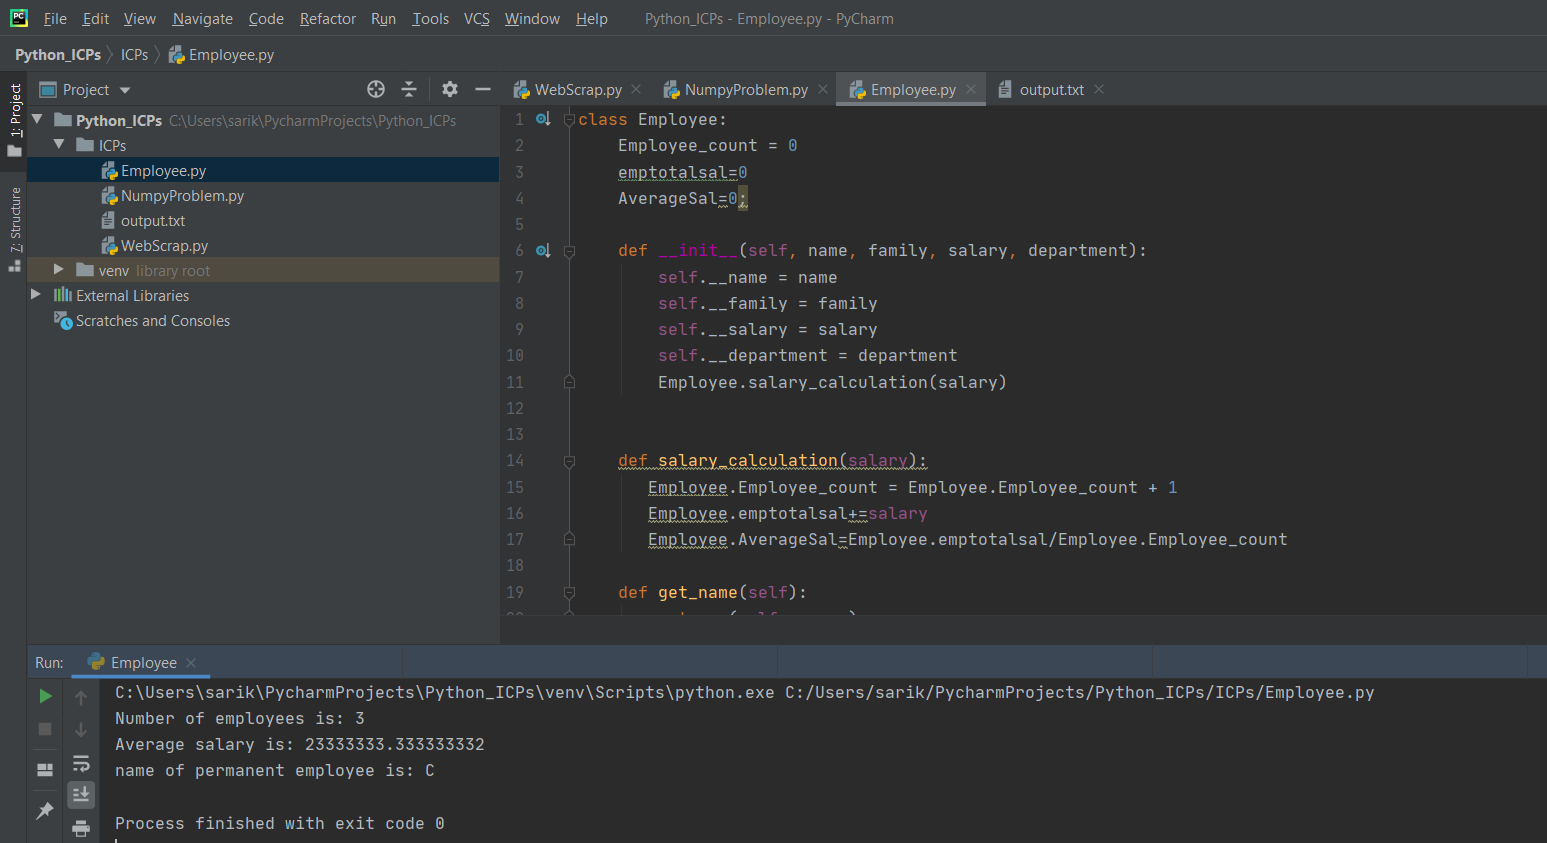 PC File Edit View Navigate Code Refactor Run Tools VCS Window Help Python_ICPs - Employee.py - PyCharm
Python_ICPs ICPs Employee.py
1: Project
7: Structure
Project
Python_ICPs C:\Users\sarik\PycharmProjects\Python_ICPs
ICPs
Employee.py
NumpyProblem.py
output.txt
WebScrap.py
venv library root
External Libraries
Scratches and Consoles
WebScrap.py NumpyProblem.py Employee.py output.txt
1 class Employee:
2 Employee_count = 0
3 emptotalsal=0
4 AverageSal=0;
5
6 def __init__(self, name, family, salary, department):
7 self.__name = name
8 self.__family = family
9 self.__salary = salary
10 self.__department = department
11 Employee.salary_calculation(salary)
12
13
14 def salary_calculation(salary):
15 Employee.Employee_count = Employee.Employee_count + 1
16 Employee.emptotalsal+=salary
17 Employee.AverageSal=Employee.emptotalsal/Employee.Employee_count
18
19 def get_name(self):
Run: Employee
C:\Users\sarik\PycharmProjects\Python_ICPs\venv\Scripts\python.exe C:/Users/sarik/PycharmProjects/Python_ICPs/ICPs/Employee.py
Number of employees is: 3
Average salary is: 23333333.333333332
name of permanent employee is: C
Process finished with exit code 0